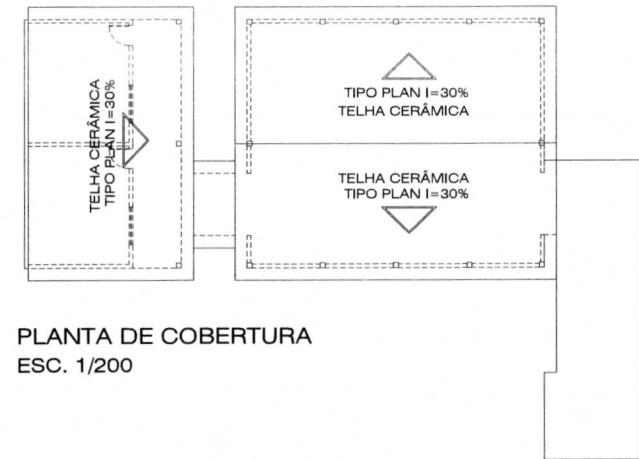 TELHA CERÂMICA
TIPO PLAN I=30%
TIPO PLAN I=30%
TELHA CERÂMICA
TELHA CERÂMICA
TIPO PLAN I=30%
PLANTA DE COBERTURA
ESC. 1/200